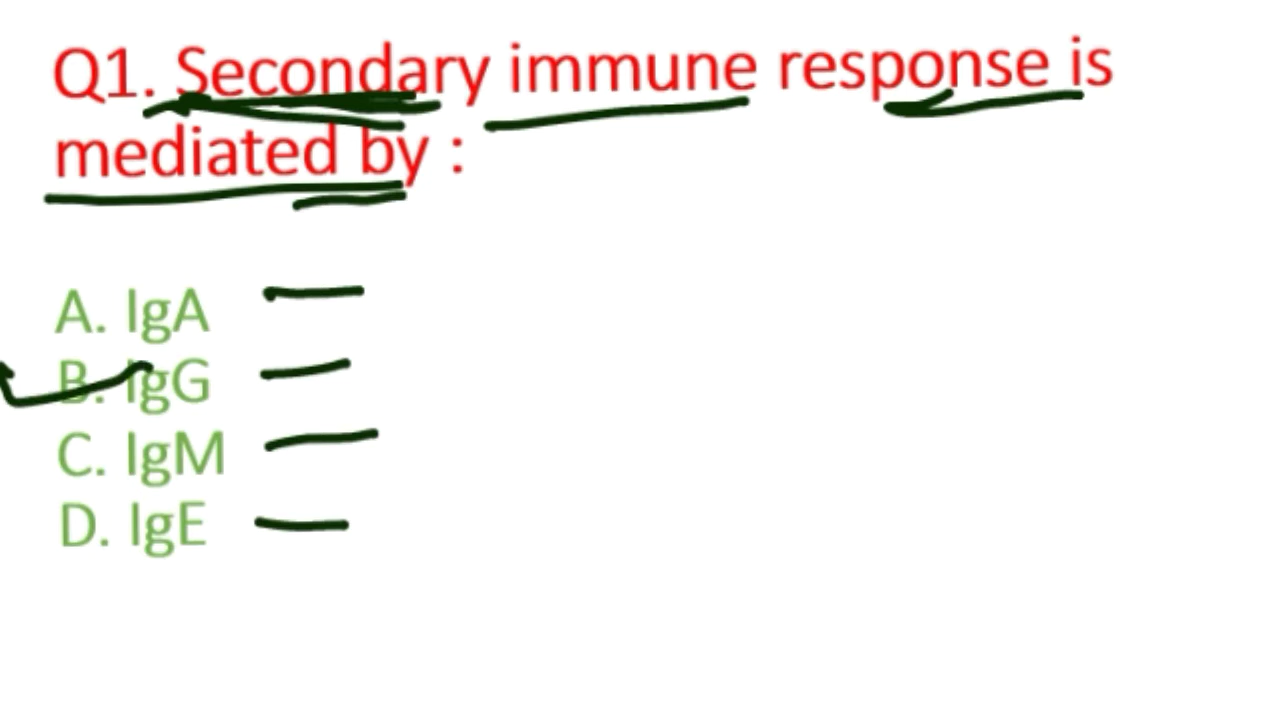 Q1. Secondary immune response is
mediated by :
A. IgA
B. IgG
C. IgM
D. IgE